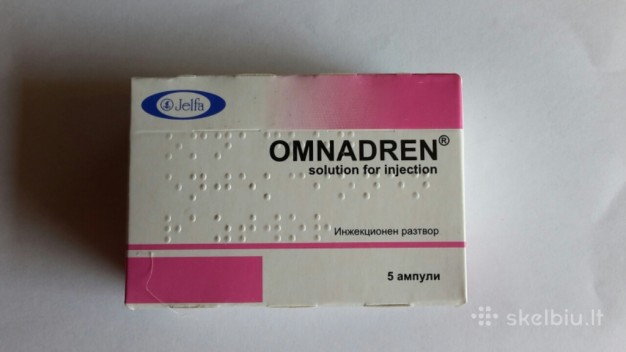 Jelfa
OMNADREN®
solution for injection
Инжекционен разтвор
5 ампули
skelbiu.lt